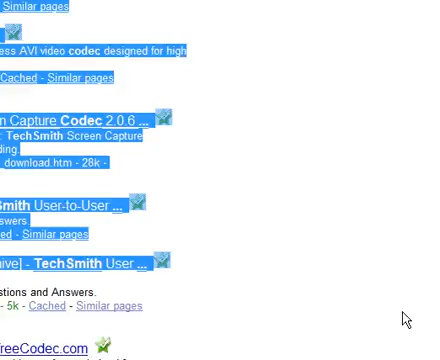 Similar pages
ess AVI video codec designed for high
Cached - Similar pages
n Capture Codec 2.0.6 ...
: TechSmith Screen Capture
ding.
download.htm - 28k -
Smith User-to-User ...
swers.
ed - Similar pages
ive] - TechSmith User ...
stions and Answers.
- 5k - Cached - Similar pages
reeCodec.com